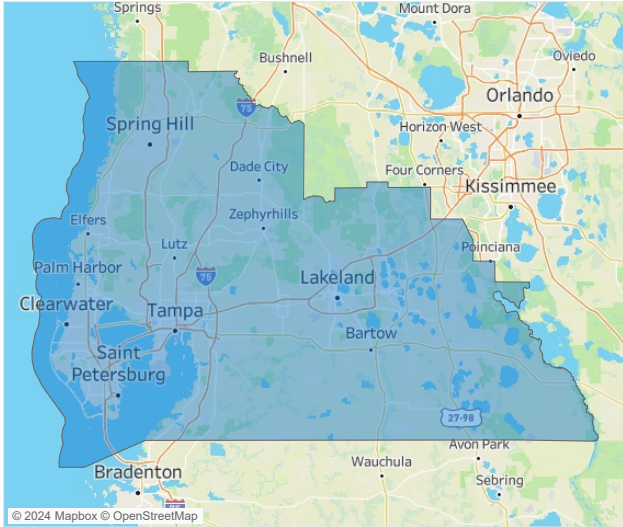 Springs
Mount Dora
Bushnell
Oviedo
Orlando
75
Spring Hill
Horizon West
Dade City
Four Corners
Kissimmee
Elfers
Zephyrhills
Lutz
Poinciana
Palm Harbor
75
Lakeland
Clearwater
Tampa
Bartow
Saint
Petersburg
27-98
Avon Park
Wauchula
Bradenton
Sebring
75
© 2024 Mapbox © OpenStreetMap